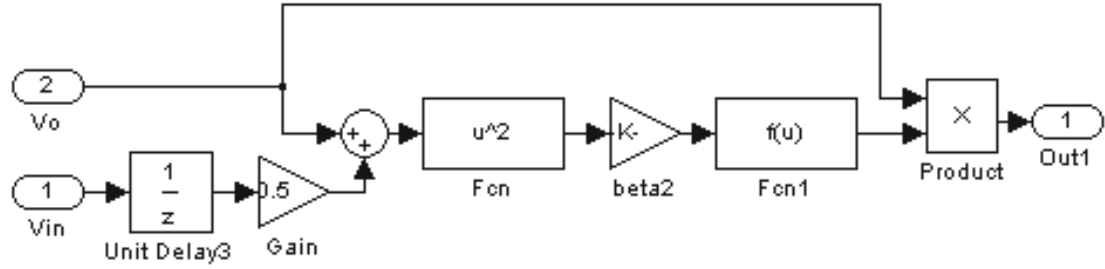 2
Vo
1
Vin
1
z
Unit Delay3
0.5
Gain
+
+
u^2
Fcn
K-
beta2
f(u)
Fcn1
×
Product
1
Out1